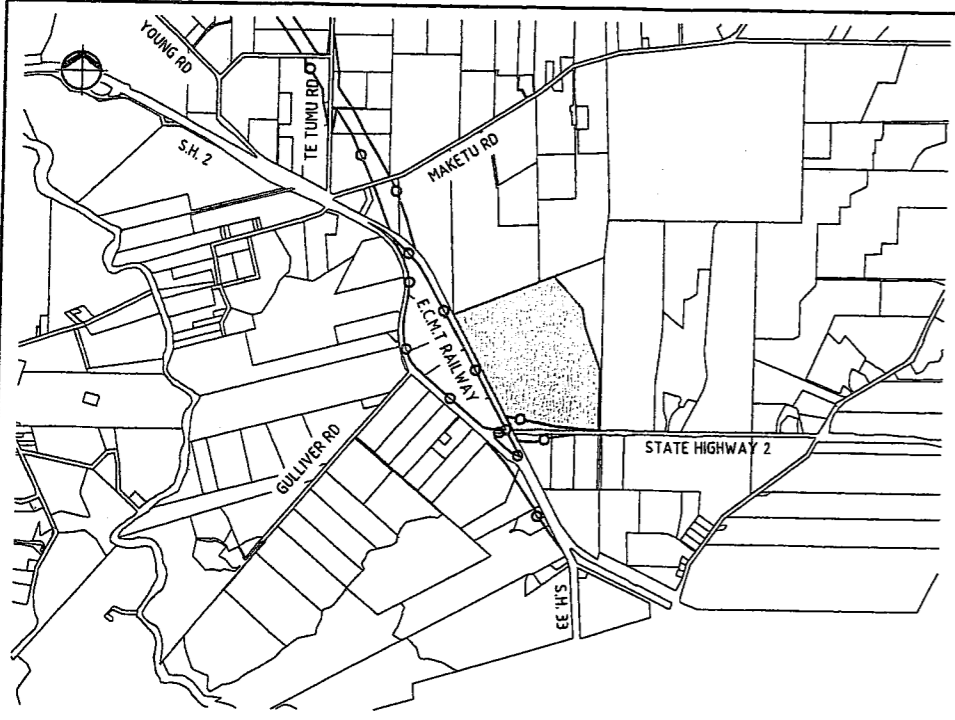 YOUNG RD
S.H. 2
TE TUMU RD
MAKETU RD
E.C.M.T RAILWAY
GULLIVER RD
STATE HIGHWAY 2
S.H. 33